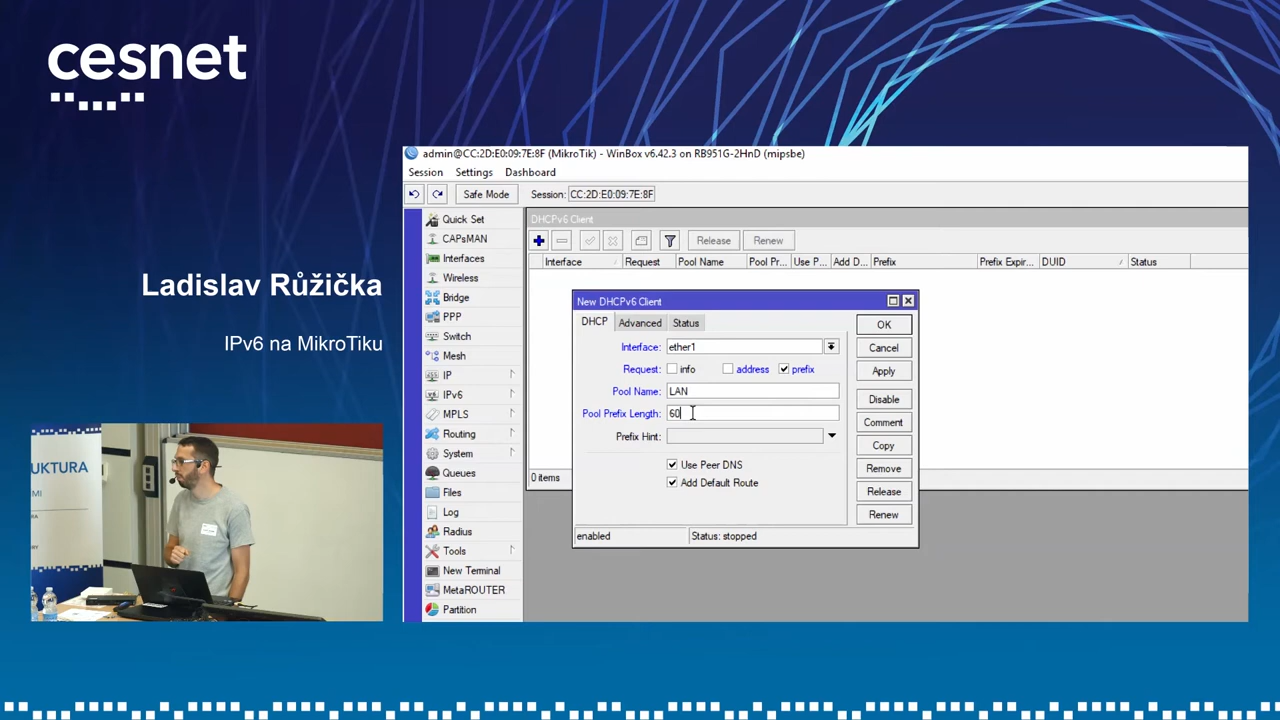 cesnet
Ladislav Růžička
IPv6 na MikroTiku
UKTURA
admin@CC:2D:E0:09:7E:8F (MikroTik) - WinBox v6.42.3 on RB951G-2HnD (mipsbe)
Session Settings Dashboard
Safe Mode Session: CC:2D:E0:09:7E:8F
Quick Set
CAPsMAN
Interfaces
Wireless
Bridge
PPP
Switch
Mesh
IP
IPv6
MPLS
Routing
System
Queues
Files
Log
Radius
Tools
New Terminal
MetaROUTER
Partition
DHCPv6 Client
Release Renew
Interface Request Pool Name Pool Pr... Use P... Add D... Prefix Prefix Expir... DUID Status
0 items
New DHCPv6 Client
DHCP Advanced Status
Interface: ether1
Request: info address prefix
Pool Name: LAN
Pool Prefix Length: 60
Prefix Hint:
Use Peer DNS
Add Default Route
enabled Status: stopped
OK
Cancel
Apply
Disable
Comment
Copy
Remove
Release
Renew